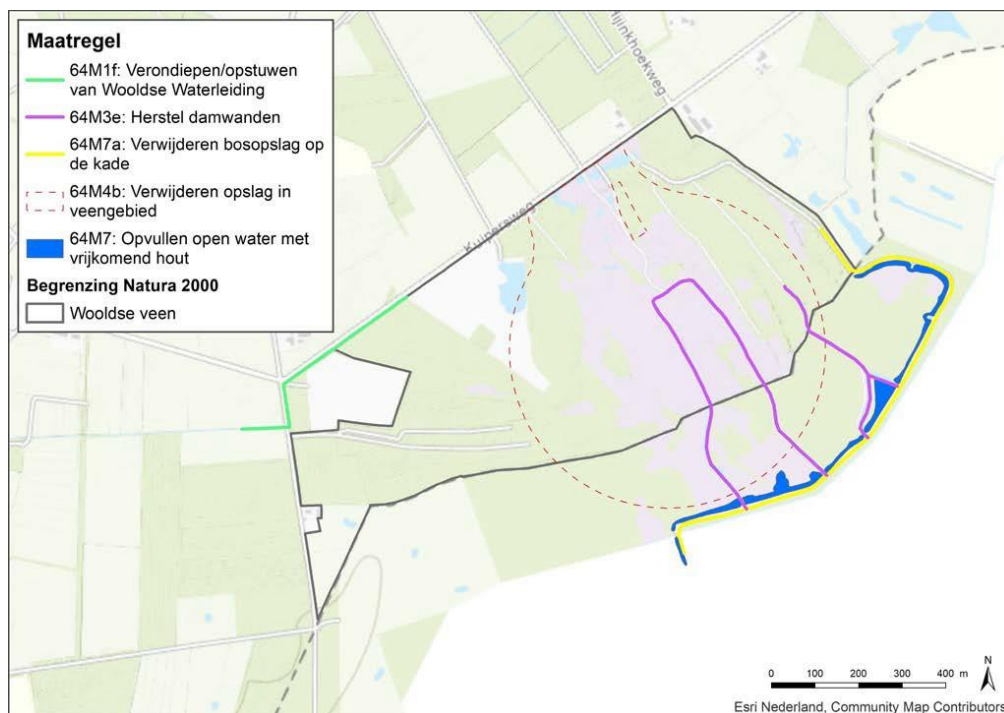 Maatregel
64M1f: Verondiepen/opstuwen
van Wooldse Waterleiding
64M3e: Herstel damwanden
64M7a: Verwijderen bosopslag op
de kade
64M4b: Verwijderen opslag in
veengebied
64M7: Opvullen open water met
vrijkomend hout
Begrenzing Natura 2000
Wooldse veen
Kuipersweg
N
0 100 200 300 400 m
Esri Nederland, Community Map Contributors